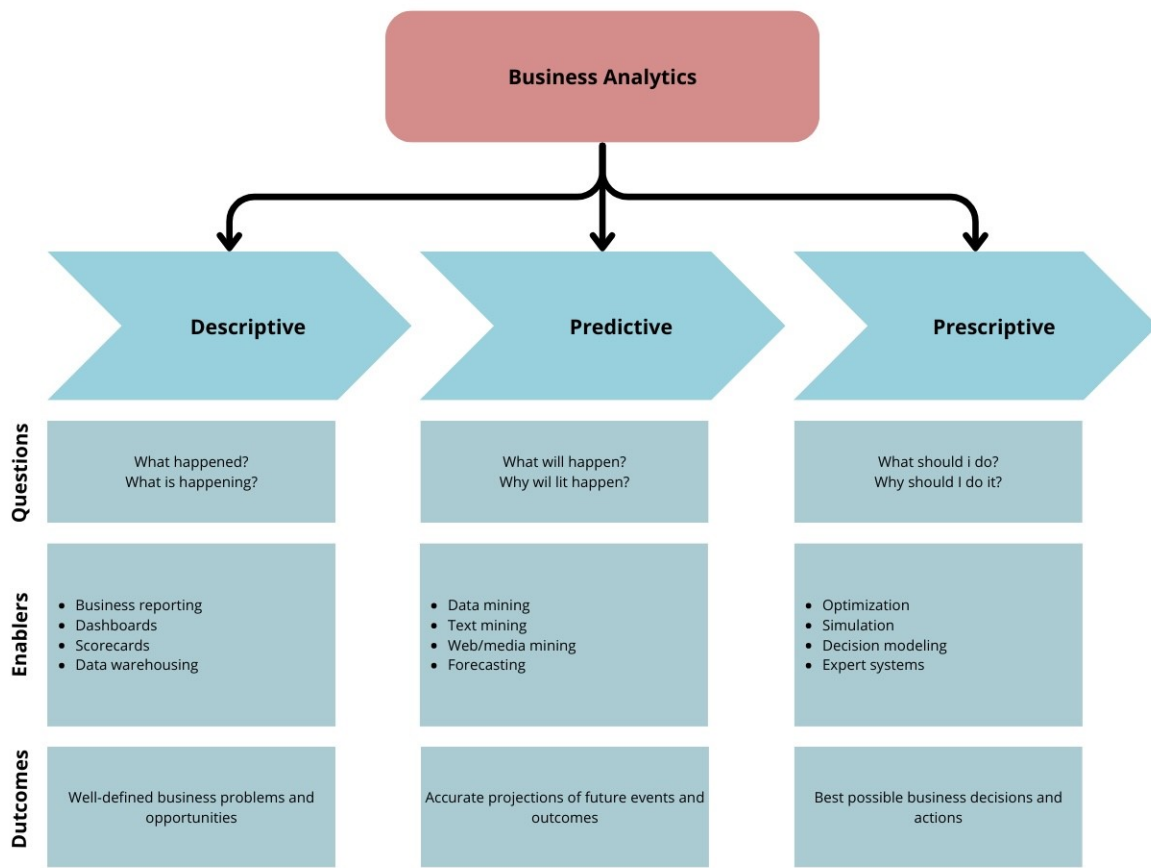 Business Analytics
Descriptive
Predictive
Prescriptive
Questions
What happened?
What is happening?
What will happen?
Why wil lit happen?
What should i do?
Why should I do it?
Enablers
• Business reporting
• Dashboards
• Scorecards
• Data warehousing
• Data mining
• Text mining
• Web/media mining
• Forecasting
• Optimization
• Simulation
• Decision modeling
• Expert systems
Dutcomes
Well-defined business problems and
opportunities
Accurate projections of future events and
outcomes
Best possible business decisions and
actions